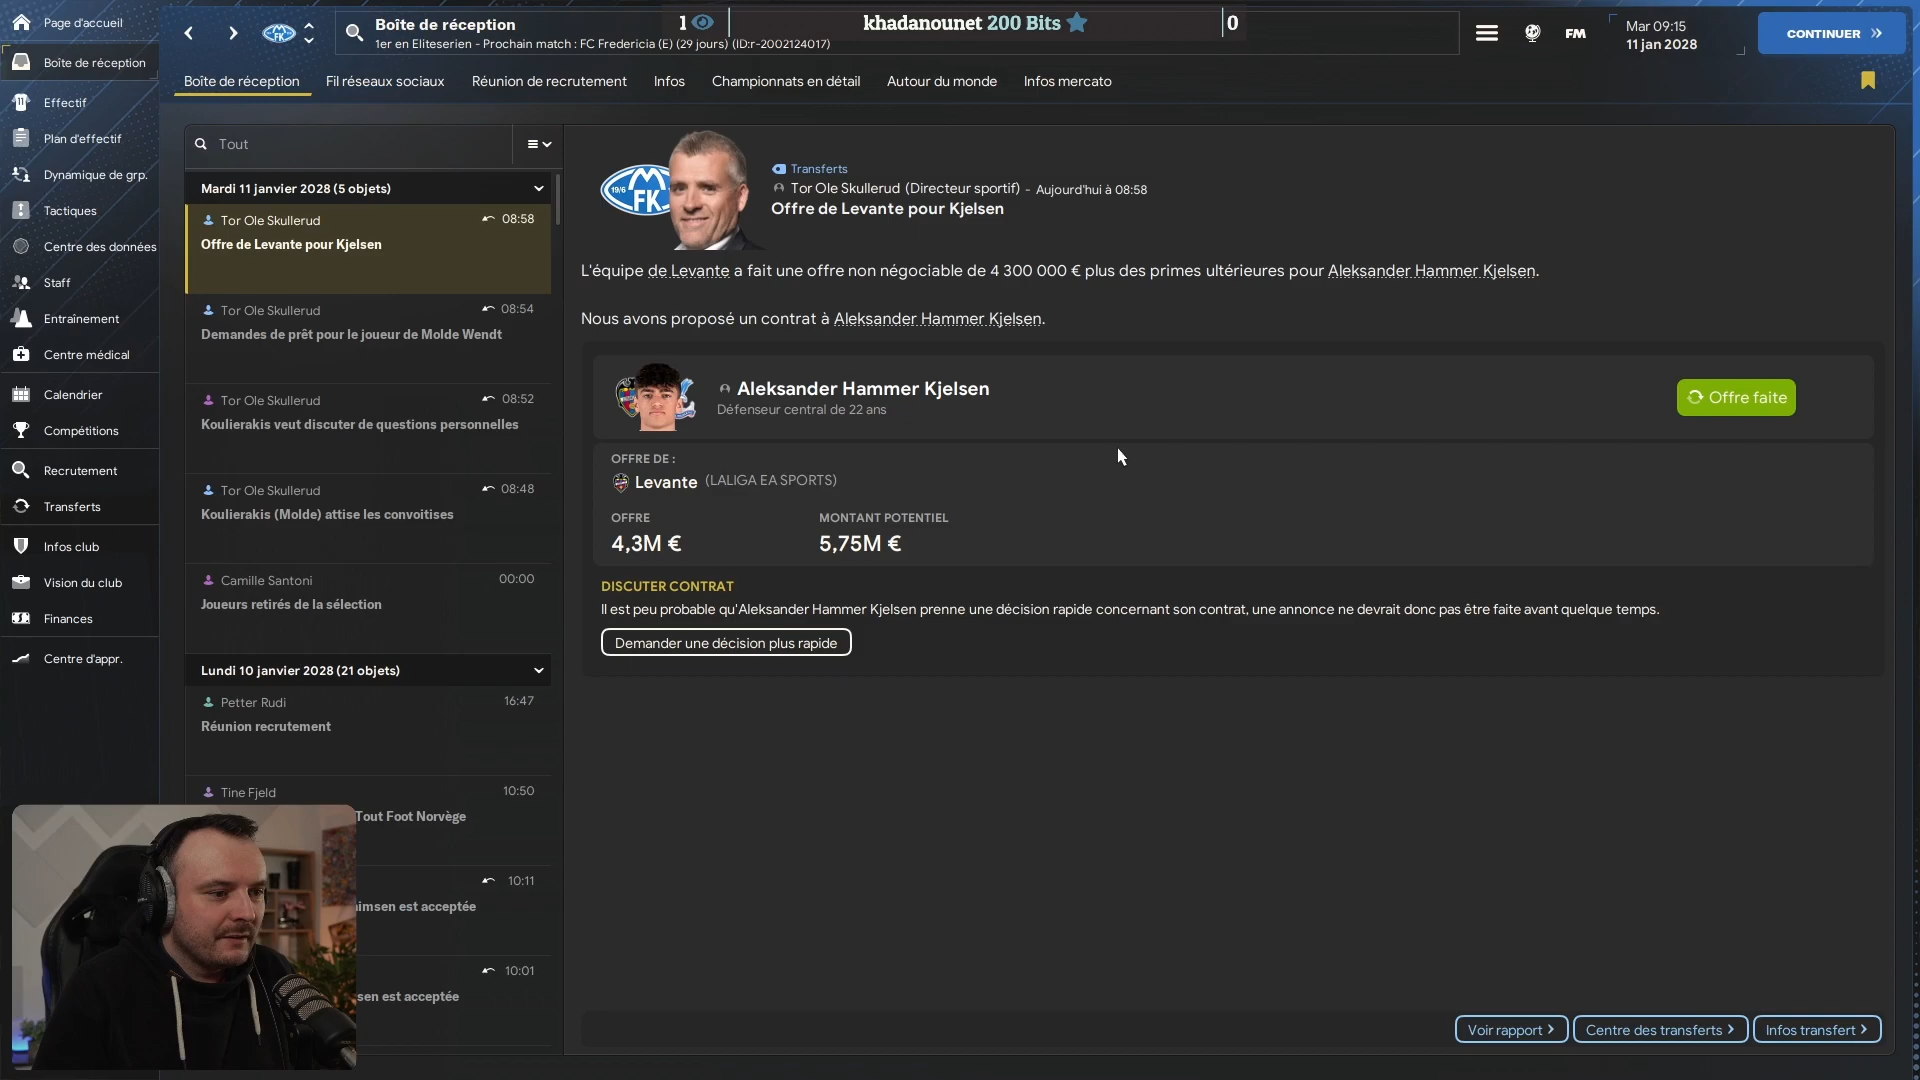 Page d'accueil
Boîte de réception
Effectif
Plan d'effectif
Dynamique de grp.
Tactiques
Centre des données
Staff
Entraînement
Centre médical
Calendrier
Compétitions
Recrutement
Transferts
Infos club
Vision du club
Finances
Centre d'appr.
Boîte de réception
1er en Eliteserien - Prochain match : FC Fredericia (E) (29 jours) (ID:r-2002124017)
1
khadanounet 200 Bits
0
FM
Mar 09:15
11 jan 2028
CONTINUER
Boîte de réception
Fil réseaux sociaux
Réunion de recrutement
Infos
Championnats en détail
Autour du monde
Infos mercato
Tout
Mardi 11 janvier 2028 (5 objets)
Tor Ole Skullerud 08:58
Offre de Levante pour Kjelsen
Tor Ole Skullerud 08:54
Demandes de prêt pour le joueur de Molde Wendt
Tor Ole Skullerud 08:52
Koulierakis veut discuter de questions personnelles
Tor Ole Skullerud 08:48
Koulierakis (Molde) attise les convoitises
Camille Santoni 00:00
Joueurs retirés de la sélection
Lundi 10 janvier 2028 (21 objets)
Petter Rudi 16:47
Réunion recrutement
Tine Fjeld 10:50
Tout Foot Norvège
10:11
imsen est acceptée
10:01
sen est acceptée
Transferts
Tor Ole Skullerud (Directeur sportif) - Aujourd'hui à 08:58
Offre de Levante pour Kjelsen
L'équipe de Levante a fait une offre non négociable de 4 300 000 € plus des primes ultérieures pour Aleksander Hammer Kjelsen.
Nous avons proposé un contrat à Aleksander Hammer Kjelsen.
Aleksander Hammer Kjelsen
Défenseur central de 22 ans
Offre faite
OFFRE DE :
Levante (LALIGA EA SPORTS)
OFFRE
MONTANT POTENTIEL
4,3M €
5,75M €
DISCUTER CONTRAT
Il est peu probable qu'Aleksander Hammer Kjelsen prenne une décision rapide concernant son contrat, une annonce ne devrait donc pas être faite avant quelque temps.
Demander une décision plus rapide
Voir rapport
Centre des transferts
Infos transfert